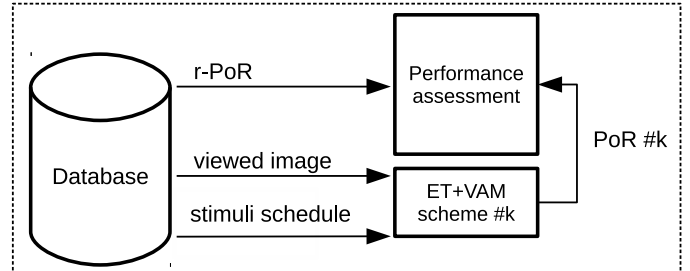 r-PoR
Performance
assessment
PoR #k
viewed image
Database
ET+VAM
scheme #k
stimuli schedule